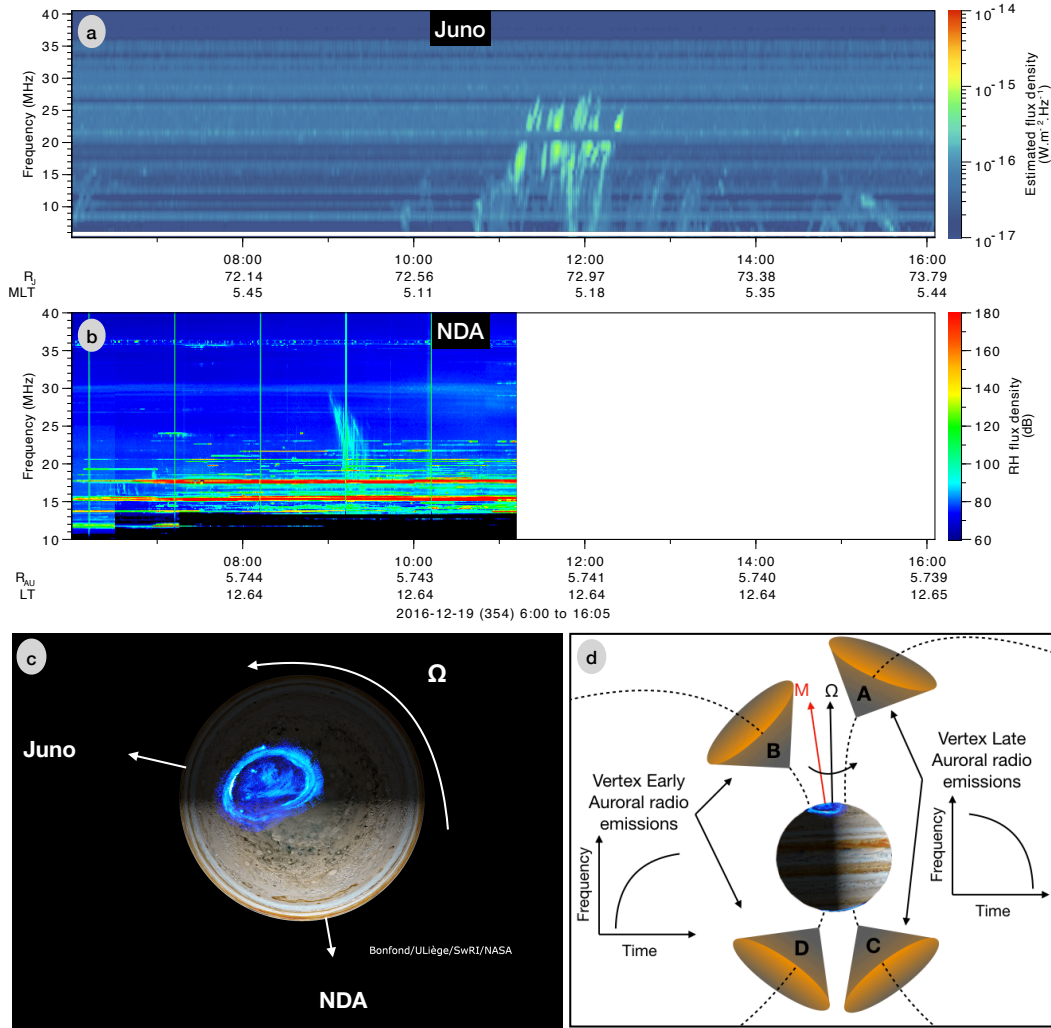 a
Juno
Frequency (MHz)
40
35
30
25
20
15
10
08:00 10:00 12:00 14:00 16:00
R_J 72.14 72.56 72.97 73.38 73.79
MLT 5.45 5.11 5.18 5.35 5.44
10^-14
10^-15
10^-16
10^-17
Estimated flux density
(W.m^-2.Hz^-1)
b
NDA
Frequency (MHz)
40
35
30
25
20
15
10
08:00 10:00 12:00 14:00 16:00
R_AU 5.744 5.743 5.741 5.740 5.739
LT 12.64 12.64 12.64 12.64 12.65
2016-12-19 (354) 6:00 to 16:05
180
160
140
120
100
80
60
RH flux density
(dB)
c
Ω
Juno
Bonfond/ULiège/SwRI/NASA
NDA
d
M
Ω
A
B
Vertex Early
Auroral radio
emissions
Frequency
Time
Vertex Late
Auroral radio
emissions
Frequency
Time
D
C